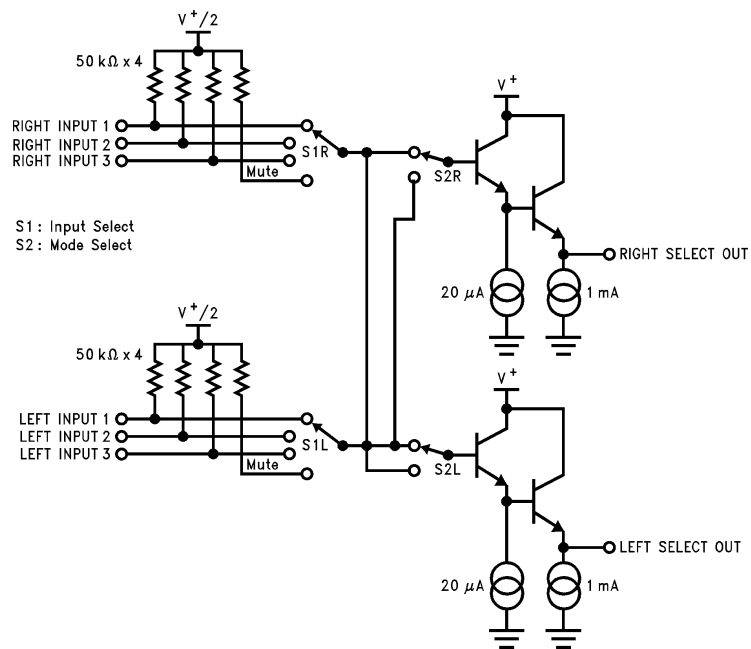 V+/2
50 kΩ x 4
V+
RIGHT INPUT 1
RIGHT INPUT 2
RIGHT INPUT 3
S1R
S2R
Mute
S1: Input Select
S2: Mode Select
RIGHT SELECT OUT
20 μA
1 mA
V+/2
50 kΩ x 4
V+
LEFT INPUT 1
LEFT INPUT 2
LEFT INPUT 3
S1L
S2L
Mute
LEFT SELECT OUT
20 μA
1 mA